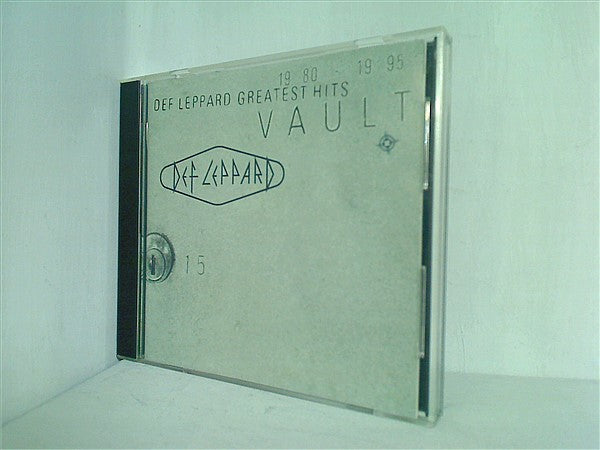 19 80 - 19 95
DEF LEPPARD GREATEST HITS
VAULT
DEF LEPPARD
15